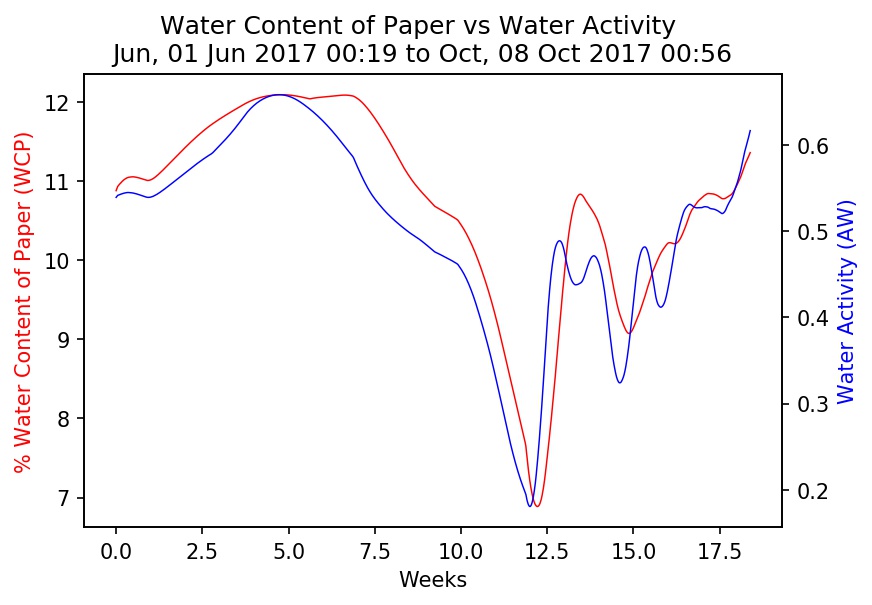 Water Content of Paper vs Water Activity
Jun, 01 Jun 2017 00:19 to Oct, 08 Oct 2017 00:56
% Water Content of Paper (WCP)
12
11
10
9
8
7
0.6
0.5
0.4
0.3
0.2
Water Activity (AW)
0.0 2.5 5.0 7.5 10.0 12.5 15.0 17.5
Weeks